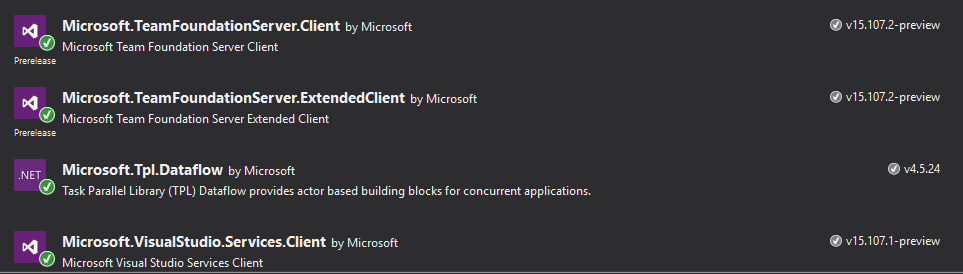 Microsoft.TeamFoundationServer.Client by Microsoft v15.107.2-preview
Microsoft Team Foundation Server Client
Prerelease
Microsoft.TeamFoundationServer.ExtendedClient by Microsoft v15.107.2-preview
Microsoft Team Foundation Server Extended Client
Prerelease
.NET Microsoft.Tpl.Dataflow by Microsoft v4.5.24
Task Parallel Library (TPL) Dataflow provides actor based building blocks for concurrent applications.
Microsoft.VisualStudio.Services.Client by Microsoft v15.107.1-preview
Microsoft Visual Studio Services Client